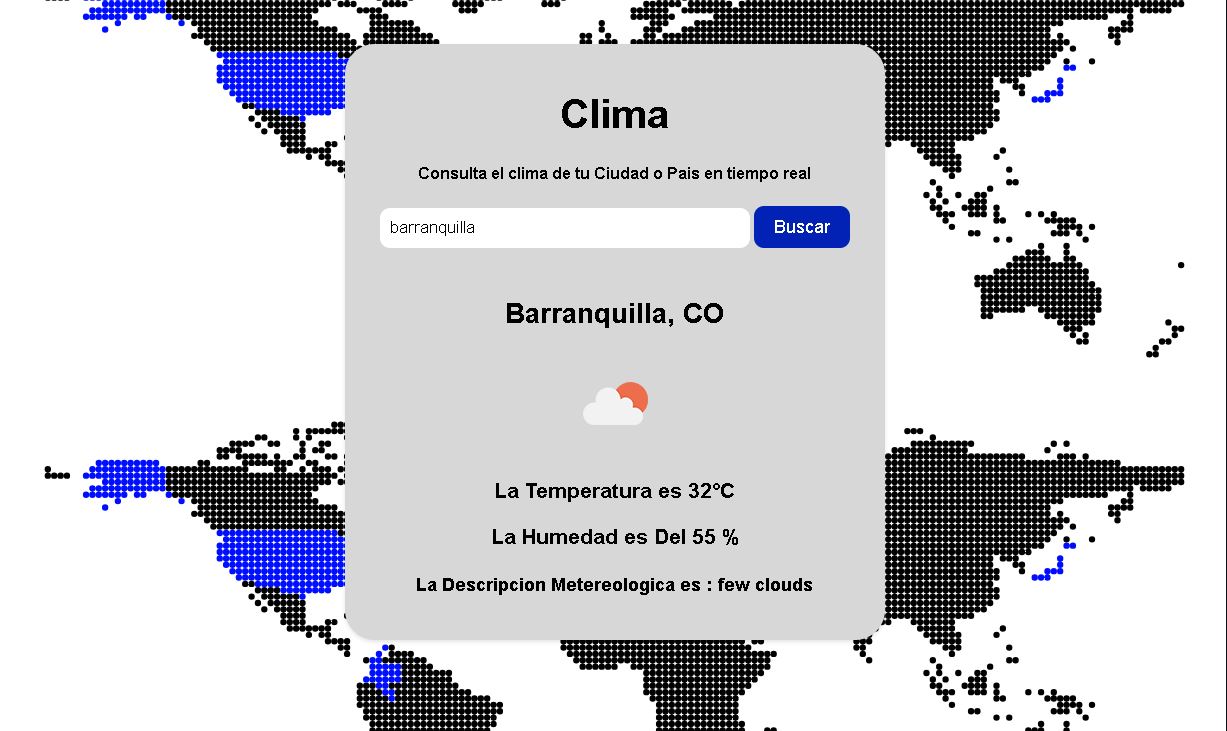 Clima
Consulta el clima de tu Ciudad o Pais en tiempo real
barranquilla
Buscar
Barranquilla, CO
La Temperatura es 32°C
La Humedad es Del 55 %
La Descripcion Metereologica es : few clouds